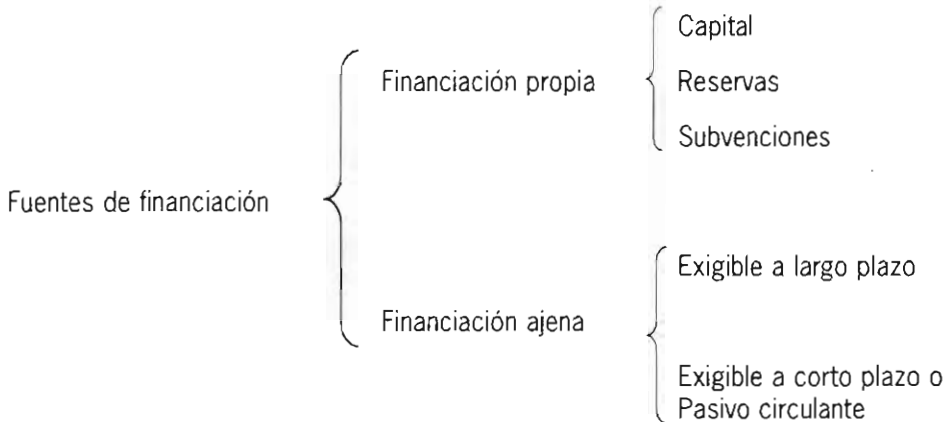 Fuentes de financiación
Financiación propia
Capital
Reservas
Subvenciones
Financiación ajena
Exigible a largo plazo
Exigible a corto plazo o
Pasivo circulante